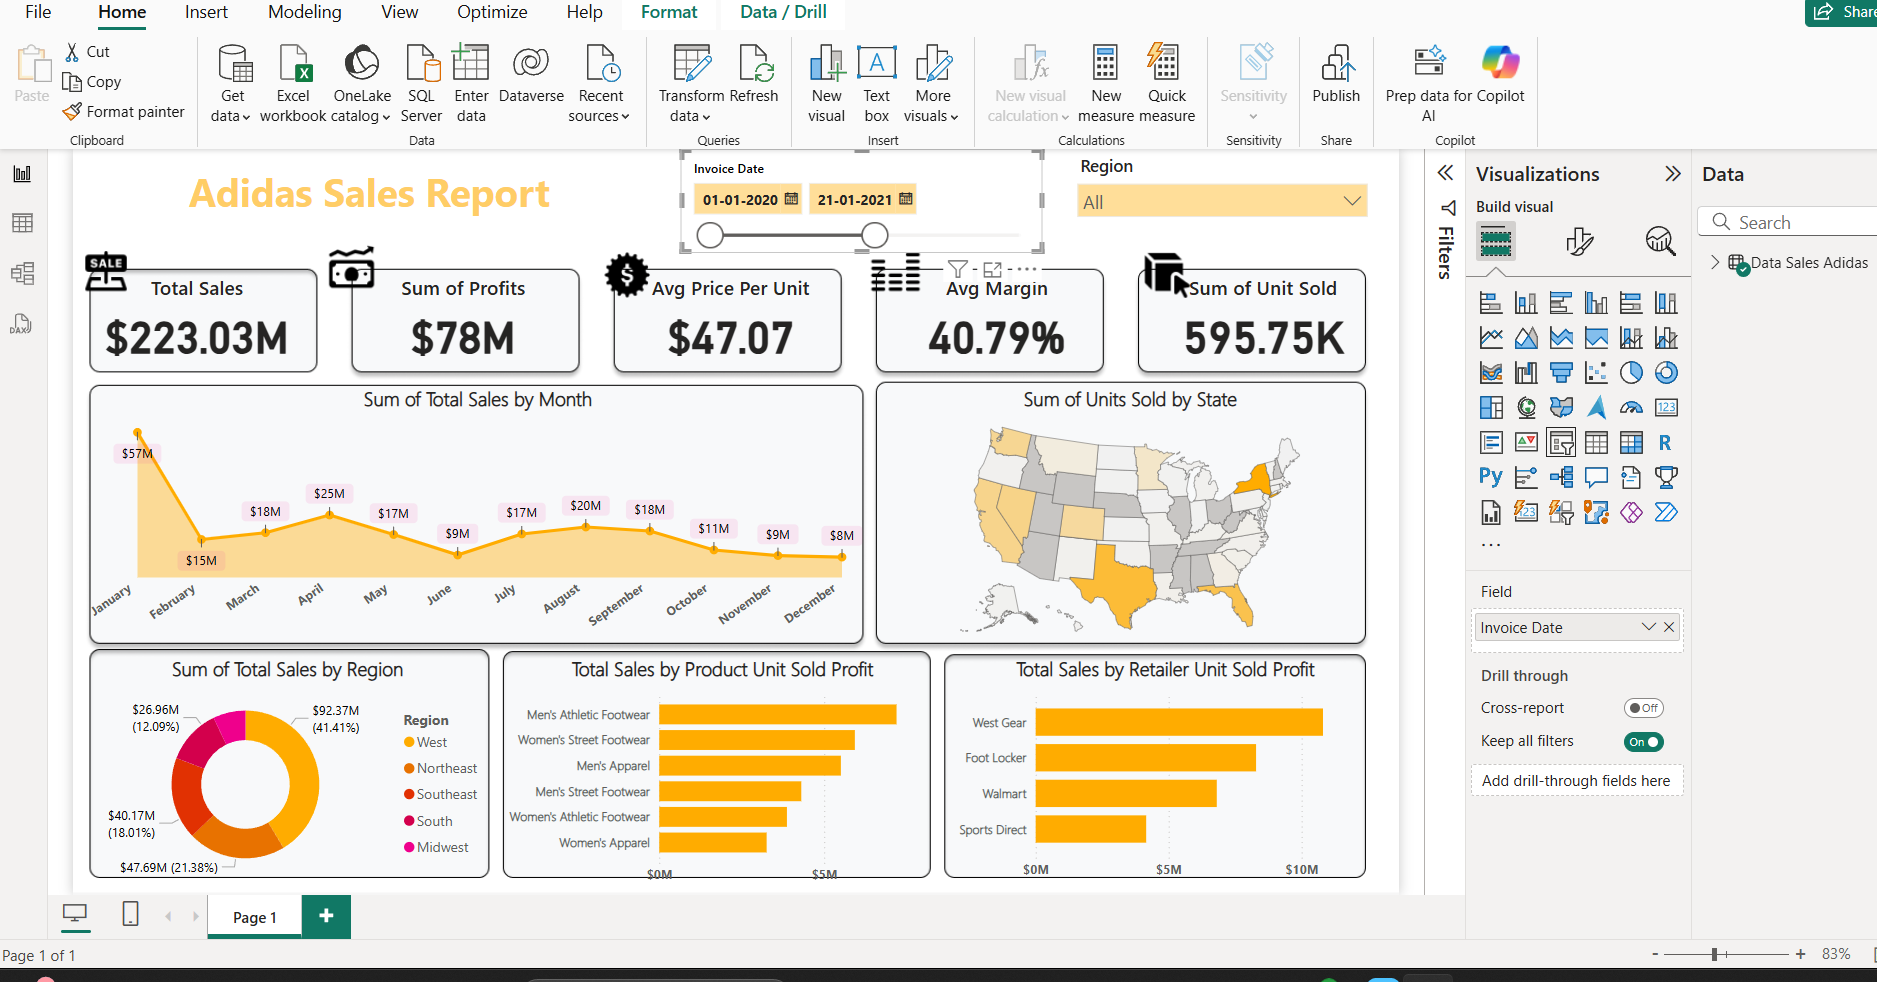 File Home Insert Modeling View Optimize Help Format Data / Drill Share
Paste
Cut
Copy
Format painter
Clipboard
Get data
Excel workbook
OneLake catalog
SQL Server
Enter data
Dataverse
Recent sources
Data
Transform data
Refresh
Queries
New visual
Text box
More visuals
Insert
New visual calculation
New measure
Quick measure
Calculations
Sensitivity
Sensitivity
Publish
Share
Prep data for AI
Copilot
Copilot
Adidas Sales Report
Invoice Date
01-01-2020 21-01-2021
Region
All
SALE
Total Sales
$223.03M
Sum of Profits
$78M
$
Avg Price Per Unit
$47.07
Avg Margin
40.79%
Sum of Unit Sold
595.75K
Sum of Total Sales by Month
$57M
$15M
$18M
$25M
$17M
$9M
$17M
$20M
$18M
$11M
$9M
$8M
January
February
March
April
May
June
July
August
September
October
November
December
Sum of Units Sold by State
Sum of Total Sales by Region
$26.96M
(12.09%)
$92.37M
(41.41%)
$40.17M
(18.01%)
$47.69M (21.38%)
Region
West
Northeast
Southeast
South
Midwest
Total Sales by Product Unit Sold Profit
Men's Athletic Footwear
Women's Street Footwear
Men's Apparel
Men's Street Footwear
Women's Athletic Footwear
Women's Apparel
$0M $5M
Total Sales by Retailer Unit Sold Profit
West Gear
Foot Locker
Walmart
Sports Direct
$0M $5M $10M
Filters
Visualizations
Build visual
123
R
Py
123
...
Field
Invoice Date
Drill through
Cross-report Off
Keep all filters On
Add drill-through fields here
Data
Search
Data Sales Adidas
DAX
Page 1
+
Page 1 of 1
- + 83%